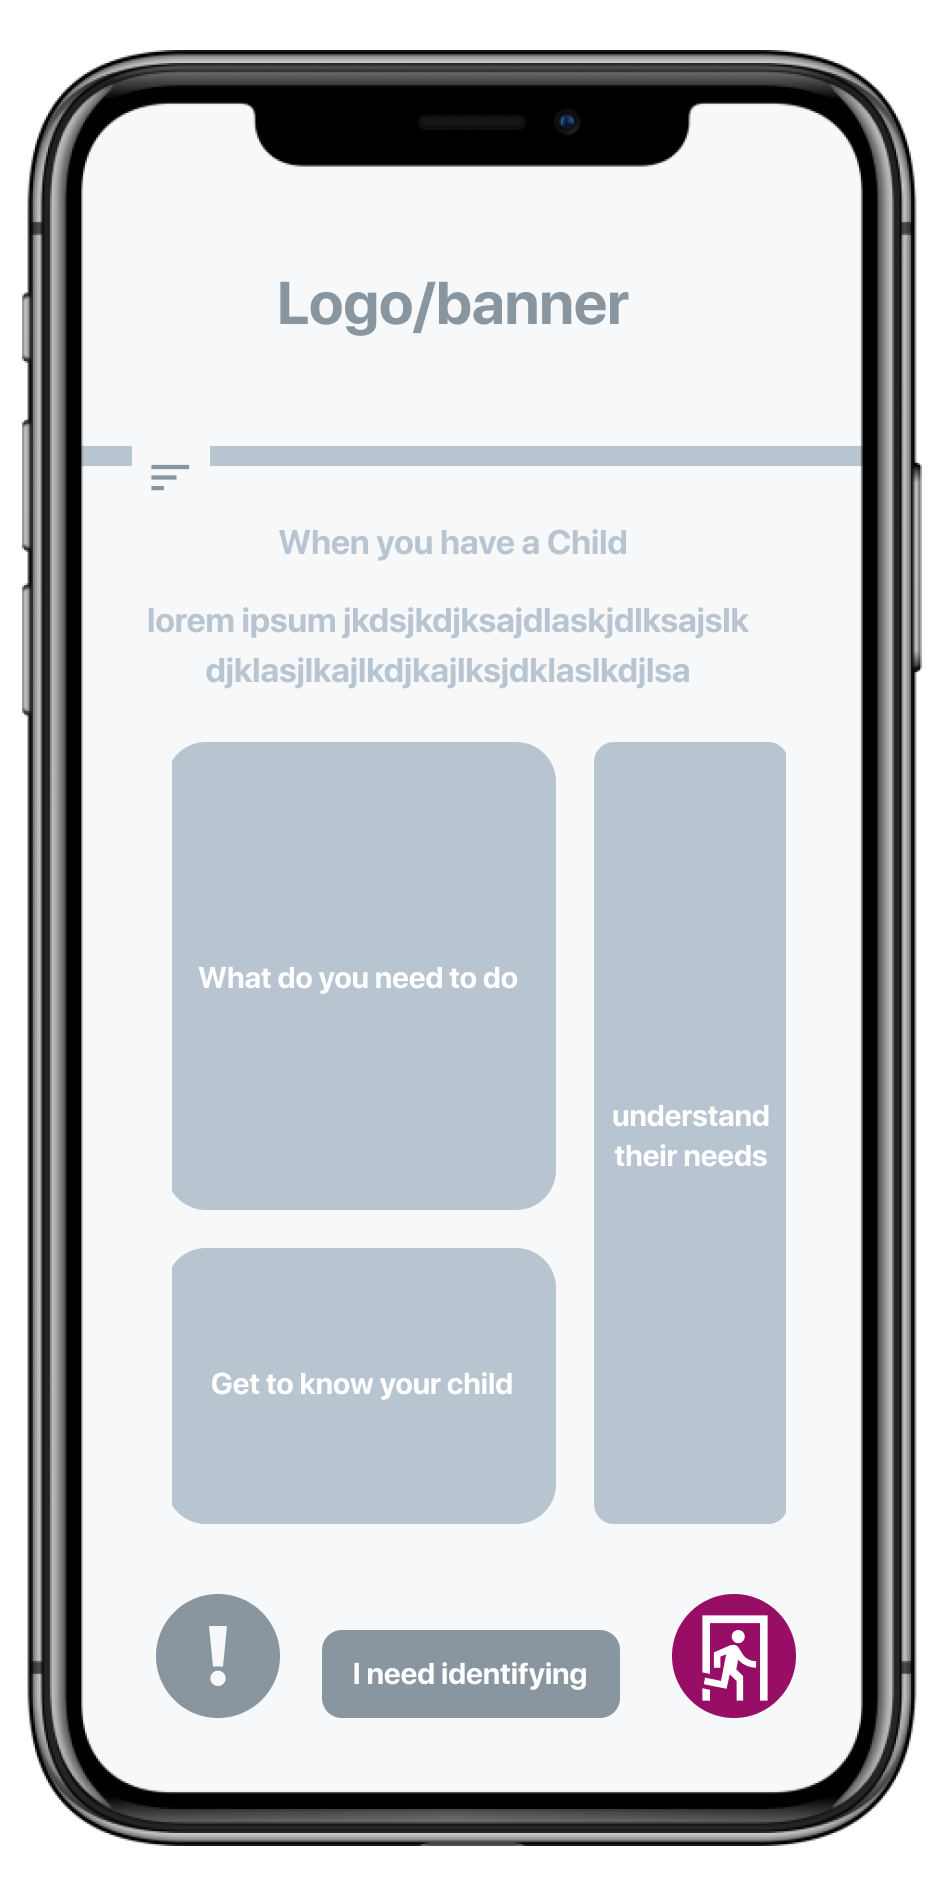 Logo/banner
When you have a Child
lorem ipsum jkdsjkdjksajdlaskjdlksajslk
djklasjlkajlkdjkajlksjdklaslkdjlsa
What do you need to do
understand
their needs
Get to know your child
!
I need identifying